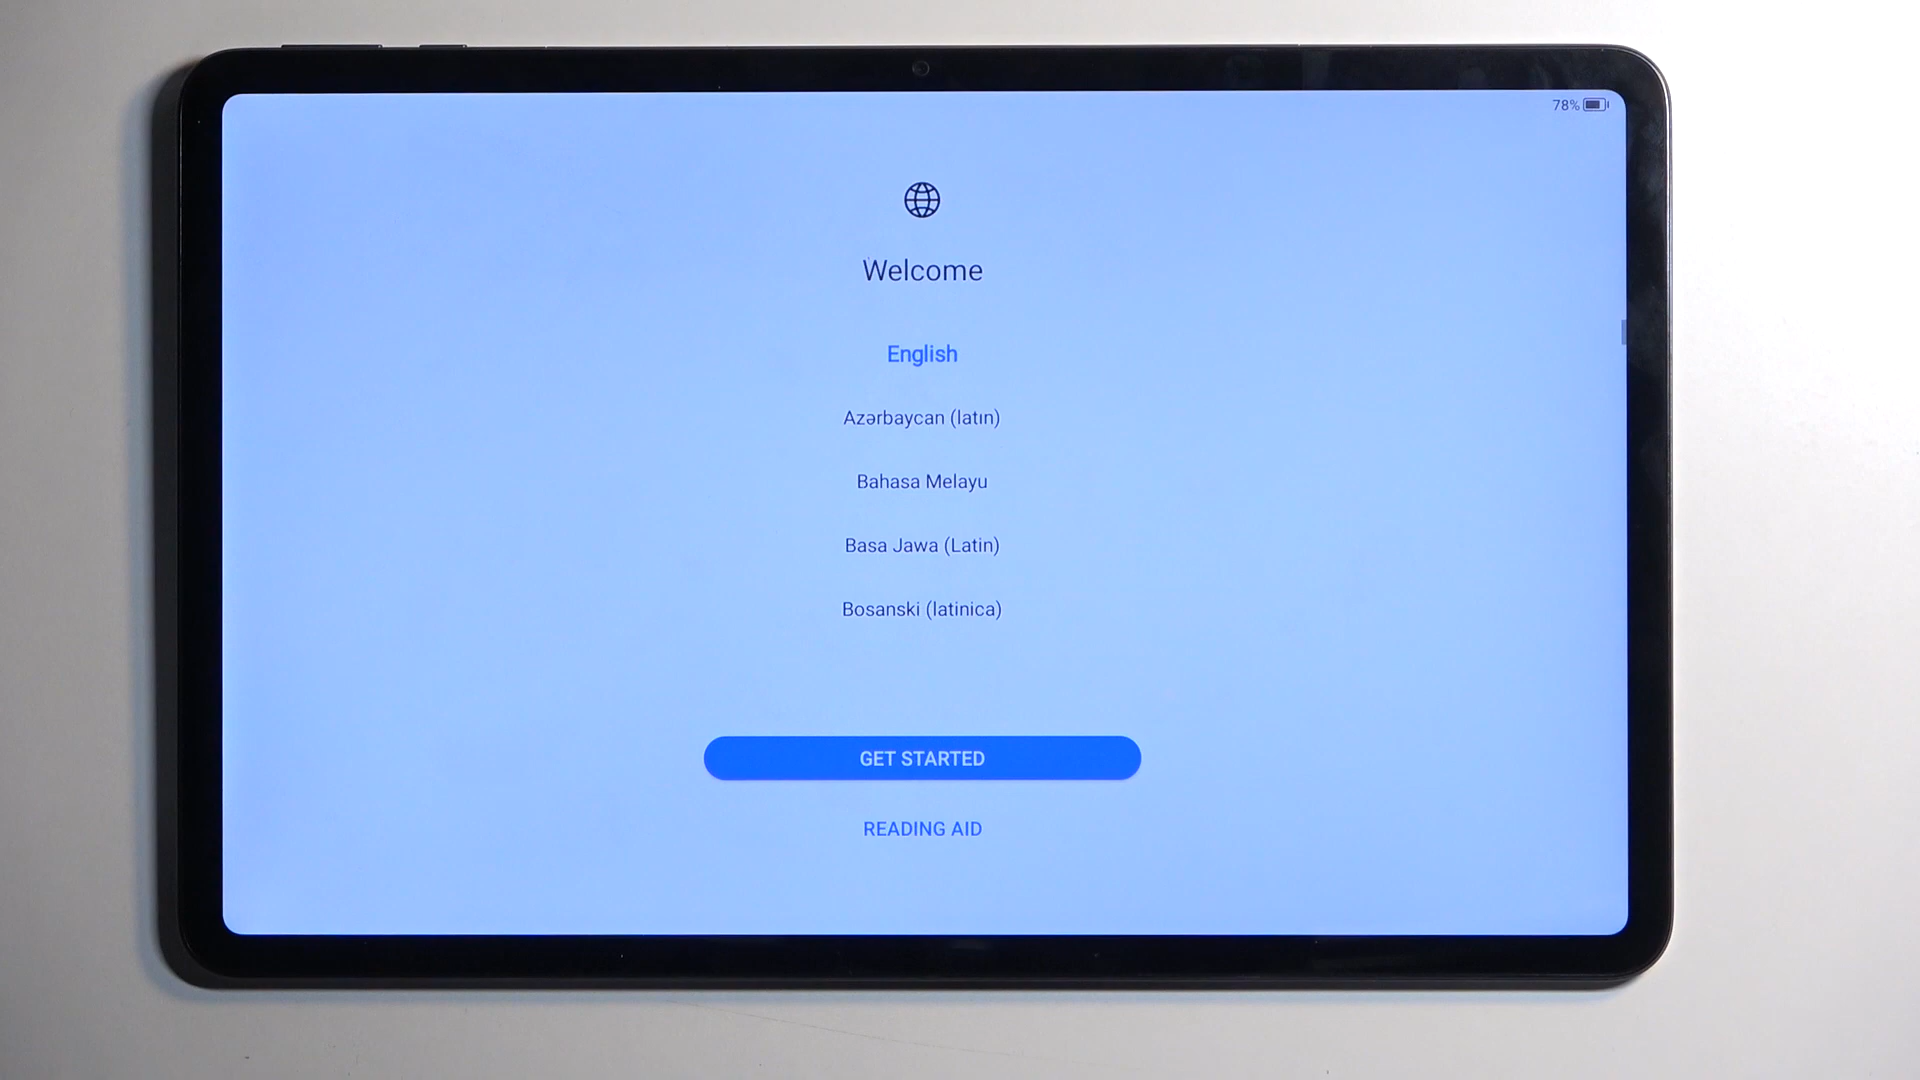 78%
Welcome
English
Azərbaycan (latın)
Bahasa Melayu
Basa Jawa (Latin)
Bosanski (latinica)
GET STARTED
READING AID